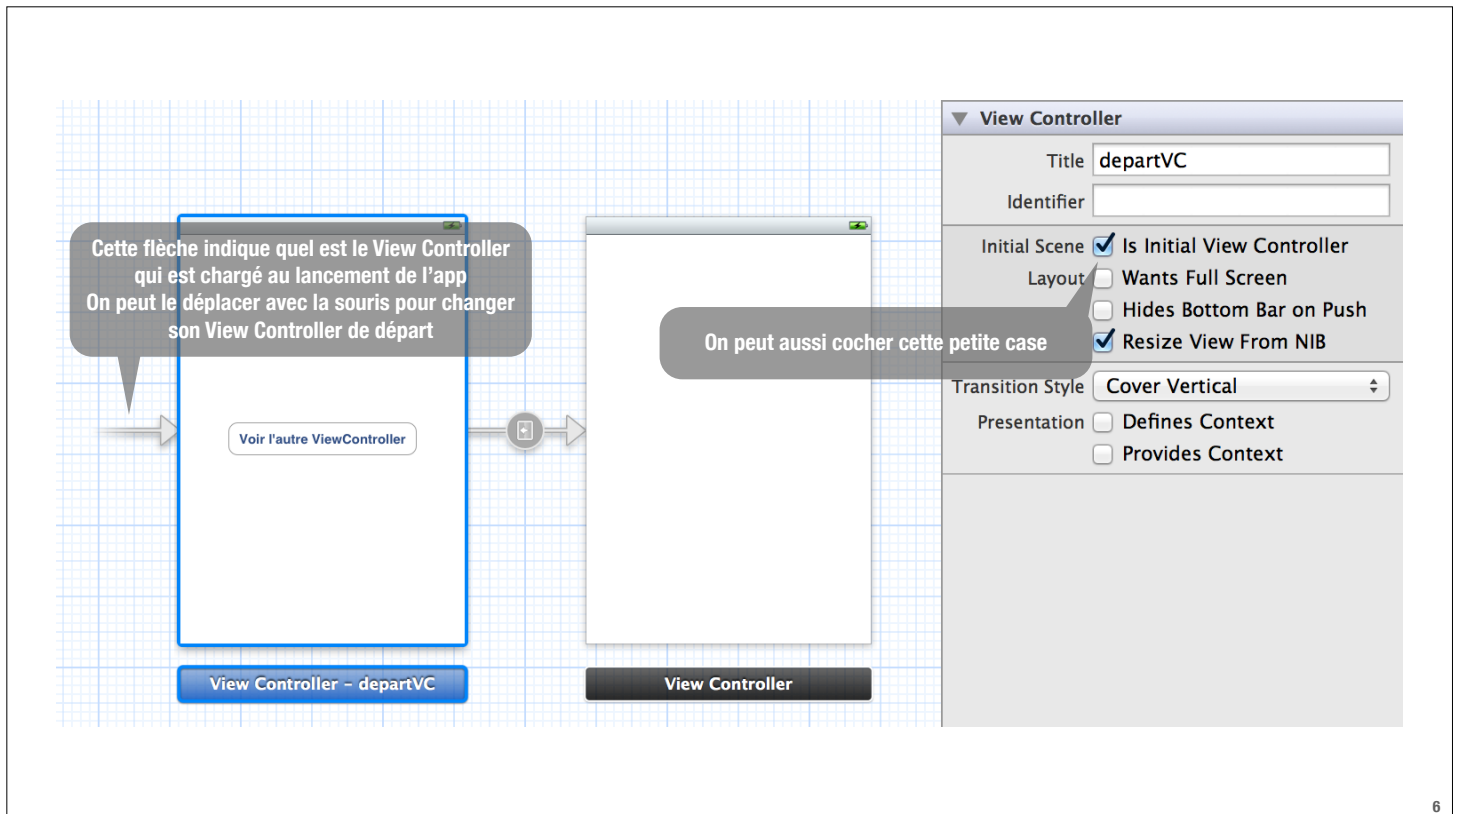 Cette flèche indique quel est le View Controller
qui est chargé au lancement de l'app
On peut le déplacer avec la souris pour changer
son View Controller de départ
Voir l'autre ViewController
View Controller – departVC
View Controller
On peut aussi cocher cette petite case
View Controller
Title departVC
Identifier
Initial Scene Is Initial View Controller
Layout Wants Full Screen
Hides Bottom Bar on Push
Resize View From NIB
Transition Style Cover Vertical
Presentation Defines Context
Provides Context
6